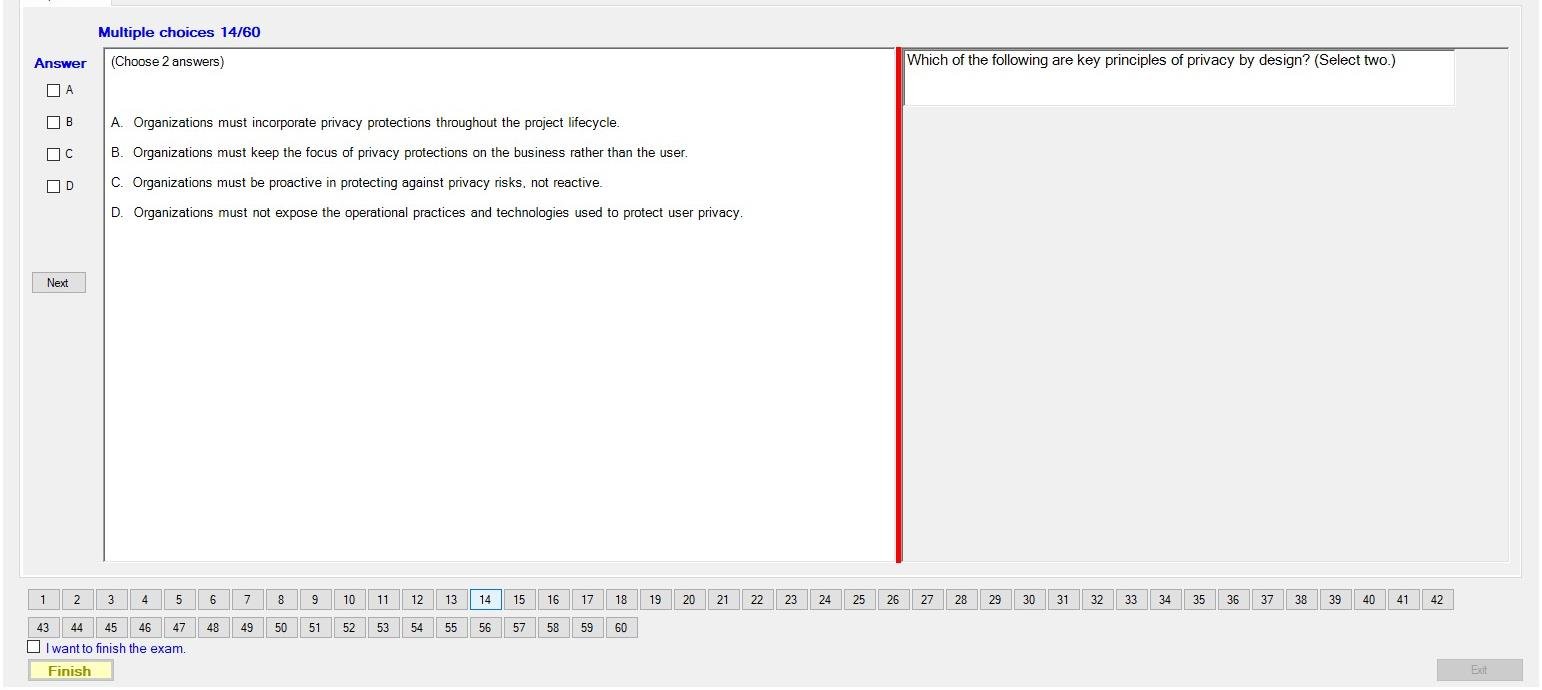 Multiple choices 14/60
Answer
A
B
C
D
Next
(Choose 2 answers)
A. Organizations must incorporate privacy protections throughout the project lifecycle.
B. Organizations must keep the focus of privacy protections on the business rather than the user.
C. Organizations must be proactive in protecting against privacy risks, not reactive.
D. Organizations must not expose the operational practices and technologies used to protect user privacy.
Which of the following are key principles of privacy by design? (Select two.)
1 2 3 4 5 6 7 8 9 10 11 12 13 14 15 16 17 18 19 20 21 22 23 24 25 26 27 28 29 30 31 32 33 34 35 36 37 38 39 40 41 42
43 44 45 46 47 48 49 50 51 52 53 54 55 56 57 58 59 60
I want to finish the exam.
Finish
Exit